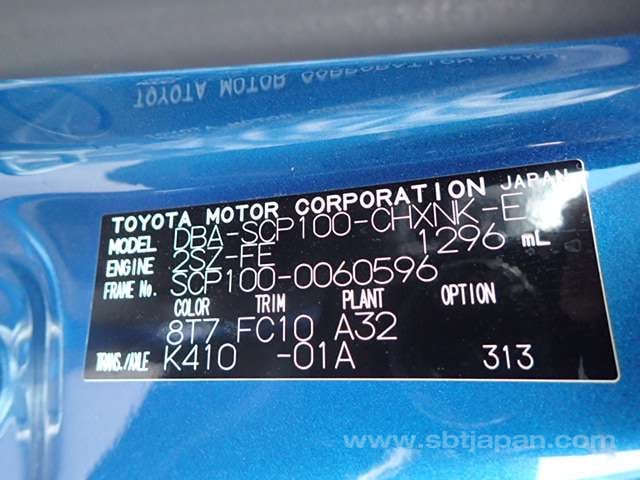 TOYOTA MOTOR CORPORATION JAPAN
MODEL DBA-SCP100-CHXNK-E
ENGINE 2SZ-FE 1296 mL
FRAME No. SCP100-0060596
COLOR TRIM PLANT OPTION
8T7 FC10 A32
TRANS./AXLE K410 -01A 313
www.sbtjapan.com